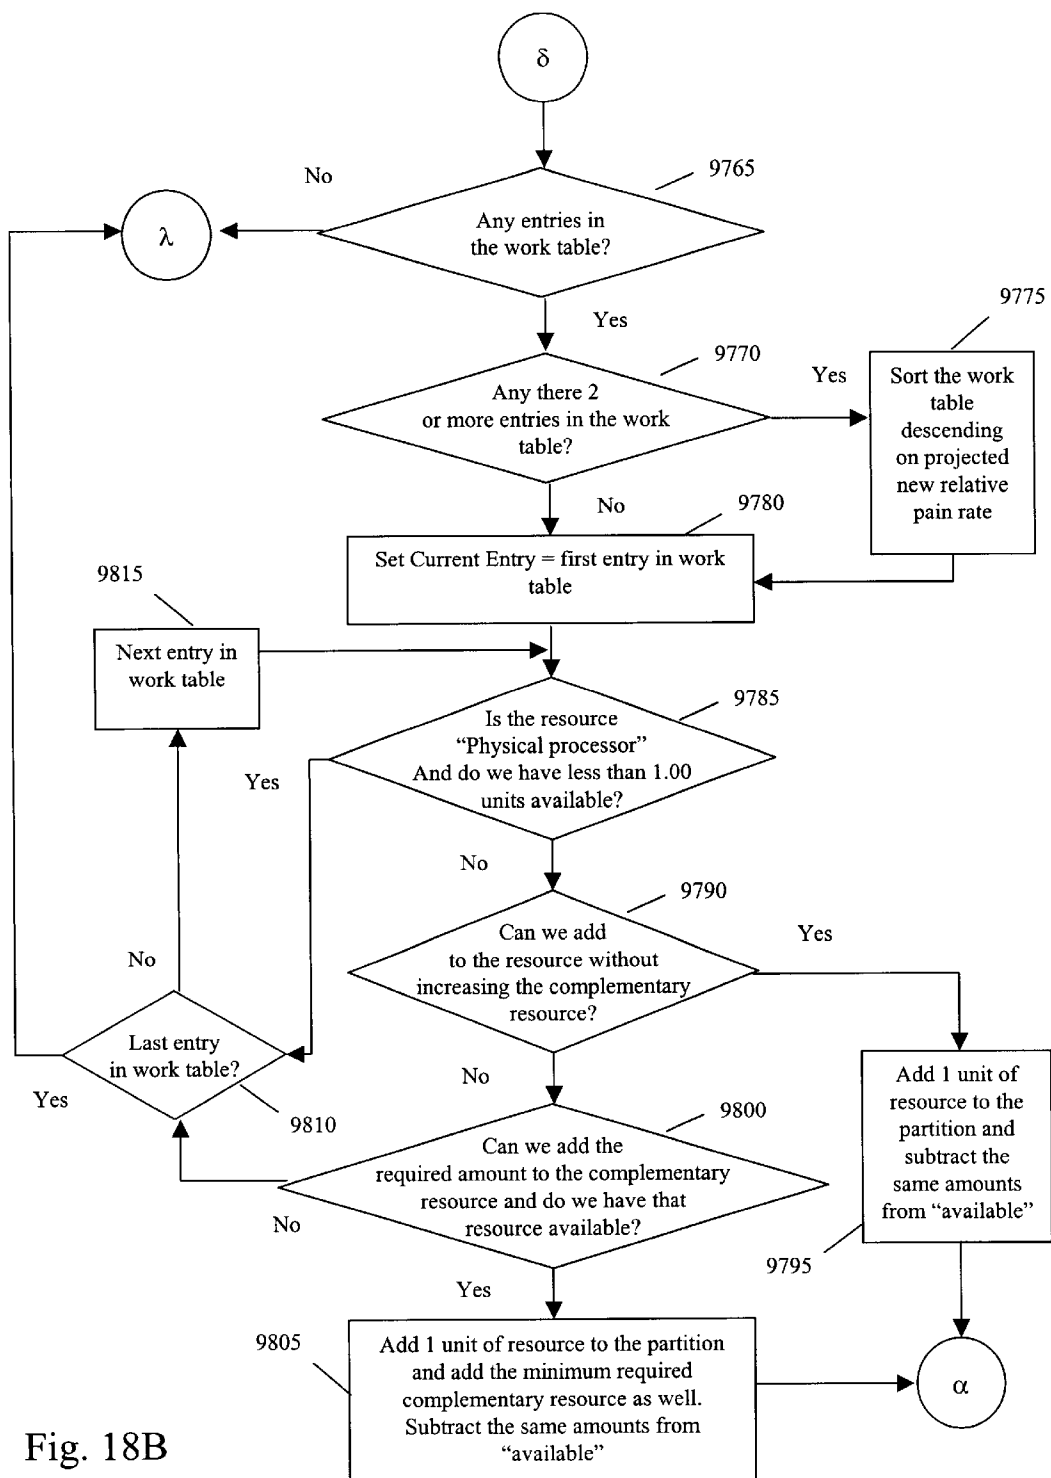 δ
9765
No
Any entries in
the work table?
λ
Yes
9775
9770
Yes
Any there 2
or more entries in the work
table?
Sort the work
table
descending
on projected
new relative
pain rate
No
9780
Set Current Entry = first entry in work
table
9815
Next entry in
work table
9785
Is the resource
“Physical processor”
And do we have less than 1.00
units available?
Yes
No
9790
Can we add
to the resource without
increasing the complementary
resource?
Yes
No
Last entry
in work table?
Yes
9810
No
9800
Can we add the
required amount to the complementary
resource and do we have that
resource available?
No
Add 1 unit of
resource to the
partition and
subtract the
same amounts
from “available”
9795
Yes
9805
Add 1 unit of resource to the partition
and add the minimum required
complementary resource as well.
Subtract the same amounts from
“available”
α
Fig. 18B